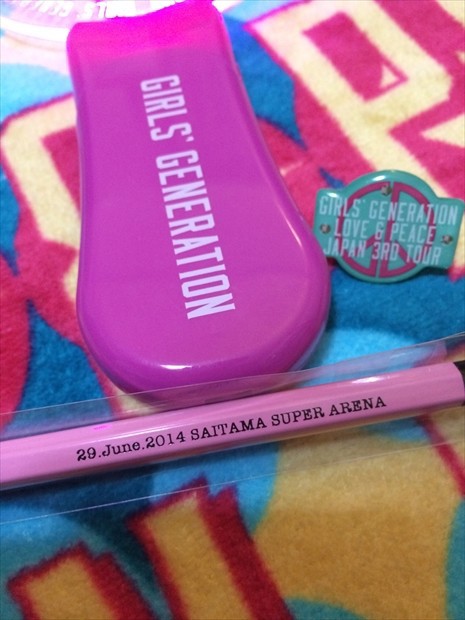 GIRLS' GENERATION
GIRLS' GENERATION
LOVE & PEACE
JAPAN 3RD TOUR
29.June.2014 SAITAMA SUPER ARENA